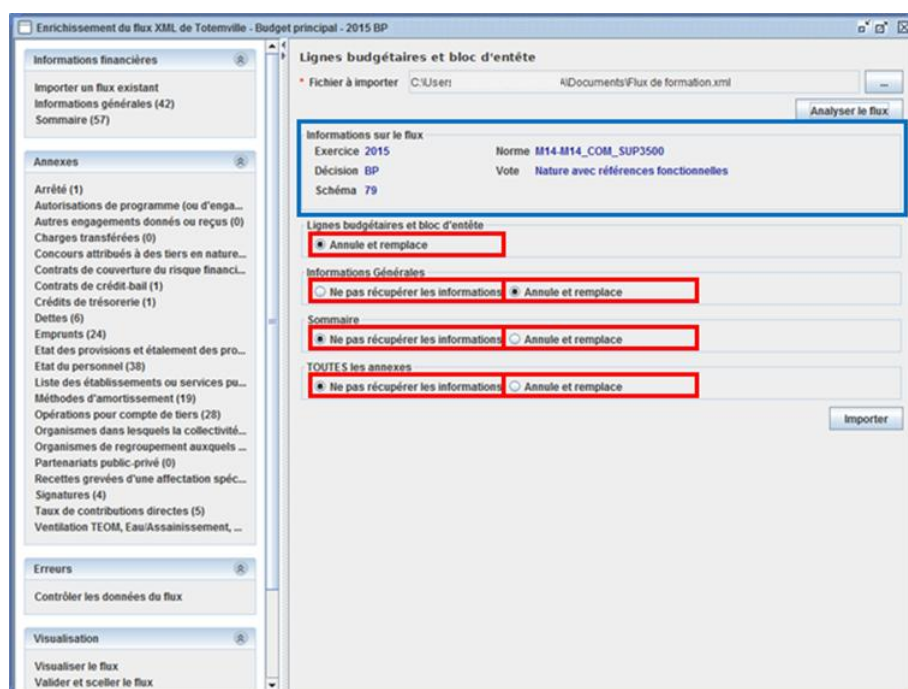 Enrichissement du flux XML de Totemville - Budget principal - 2015 BP
Informations financières
Importer un flux existant
Informations générales (42)
Sommaire (57)
Annexes
Arrêté (1)
Autorisations de programme (ou d'enga...
Autres engagements donnés ou reçus (0)
Charges transférées (0)
Concours attribués à des tiers en nature...
Contrats de couverture du risque financi...
Contrats de crédit-bail (1)
Crédits de trésorerie (1)
Dettes (6)
Emprunts (24)
Etat des provisions et étalement des pro...
Etat du personnel (38)
Liste des établissements ou services pu...
Méthodes d'amortissement (19)
Opérations pour compte de tiers (28)
Organismes dans lesquels la collectivité...
Organismes de regroupement auxquels ...
Partenariats public-privé (0)
Recettes grevées d'une affectation spéc...
Signatures (4)
Taux de contributions directes (5)
Ventilation TEOM, Eau/Assainissement, ...
Erreurs
Contrôler les données du flux
Visualisation
Visualiser le flux
Valider et sceller le flux
Lignes budgétaires et bloc d'entête
* Fichier à importer C:\Users \Documents\Flux de formation.xml ...
Analyser le flux
Informations sur le flux
Exercice 2015 Norme M14-M14_COM_SUP3500
Décision BP Vote Nature avec références fonctionnelles
Schéma 79
Lignes budgétaires et bloc d'entête
Annule et remplace
Informations Générales
Ne pas récupérer les informations Annule et remplace
Sommaire
Ne pas récupérer les informations Annule et remplace
TOUTES les annexes
Ne pas récupérer les informations Annule et remplace
Importer